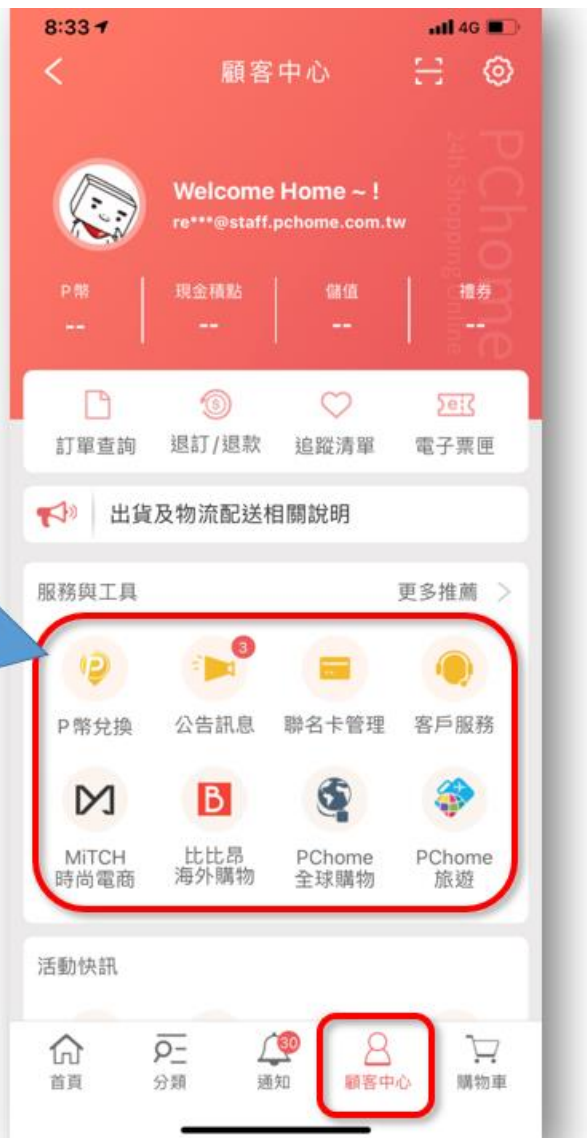 8:33
4G
顧客中心
PChome
24h Shopping Online
Welcome Home ~ !
re***@staff.pchome.com.tw
P幣 現金積點 儲值 禮券
-- -- -- --
訂單查詢 退訂/退款 追蹤清單 電子票匣
出貨及物流配送相關說明
服務與工具 更多推薦 >
3
P幣兌換 公告訊息 聯名卡管理 客戶服務
MiTCH 比比昂 PChome PChome
時尚電商 海外購物 全球購物 旅遊
活動快訊
30
首頁 分類 通知 顧客中心 購物車